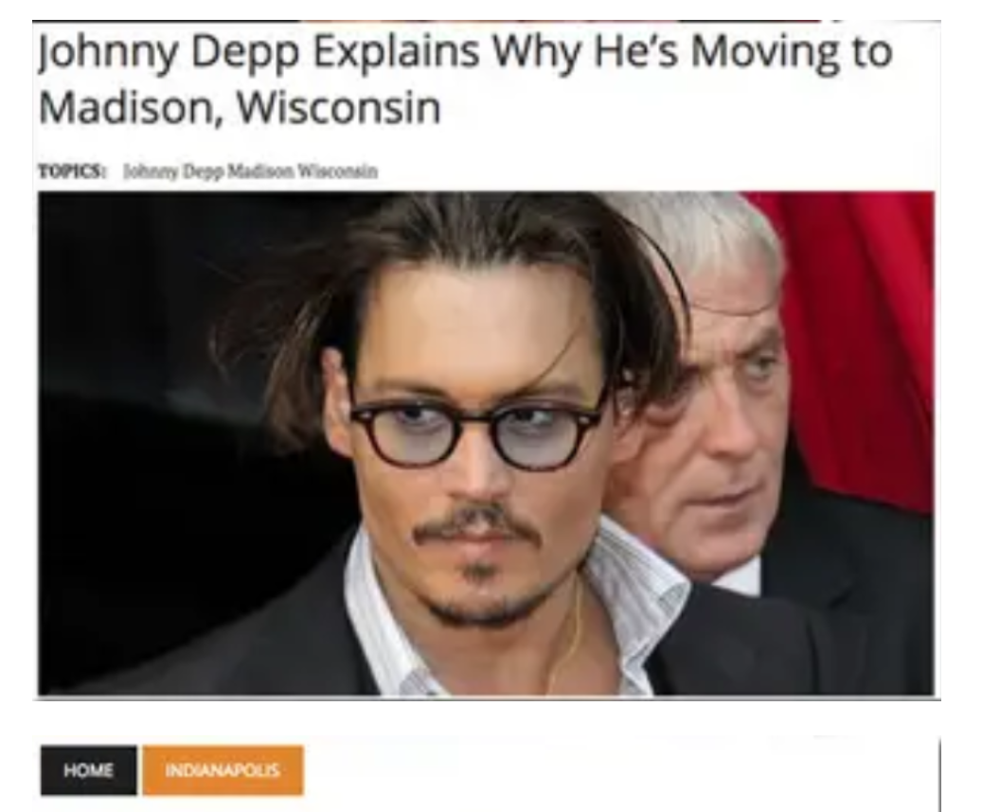 Johnny Depp Explains Why He’s Moving to
Madison, Wisconsin
TOPICS: Johnny Depp Madison Wisconsin
HOME INDIANAPOLIS